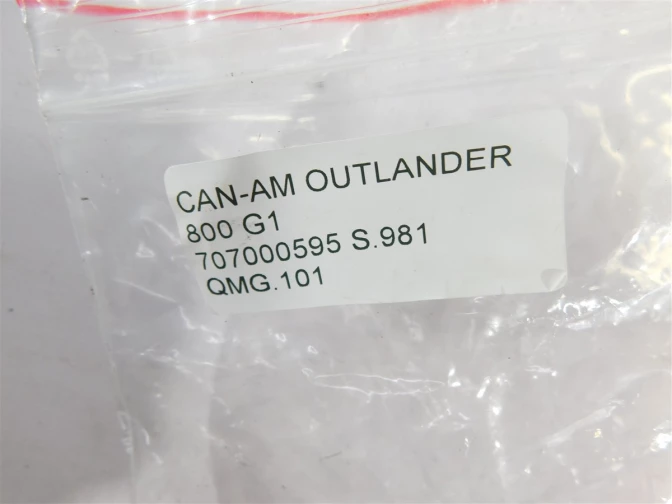 CAN-AM OUTLANDER
800 G1
707000595 S.981
QMG.101